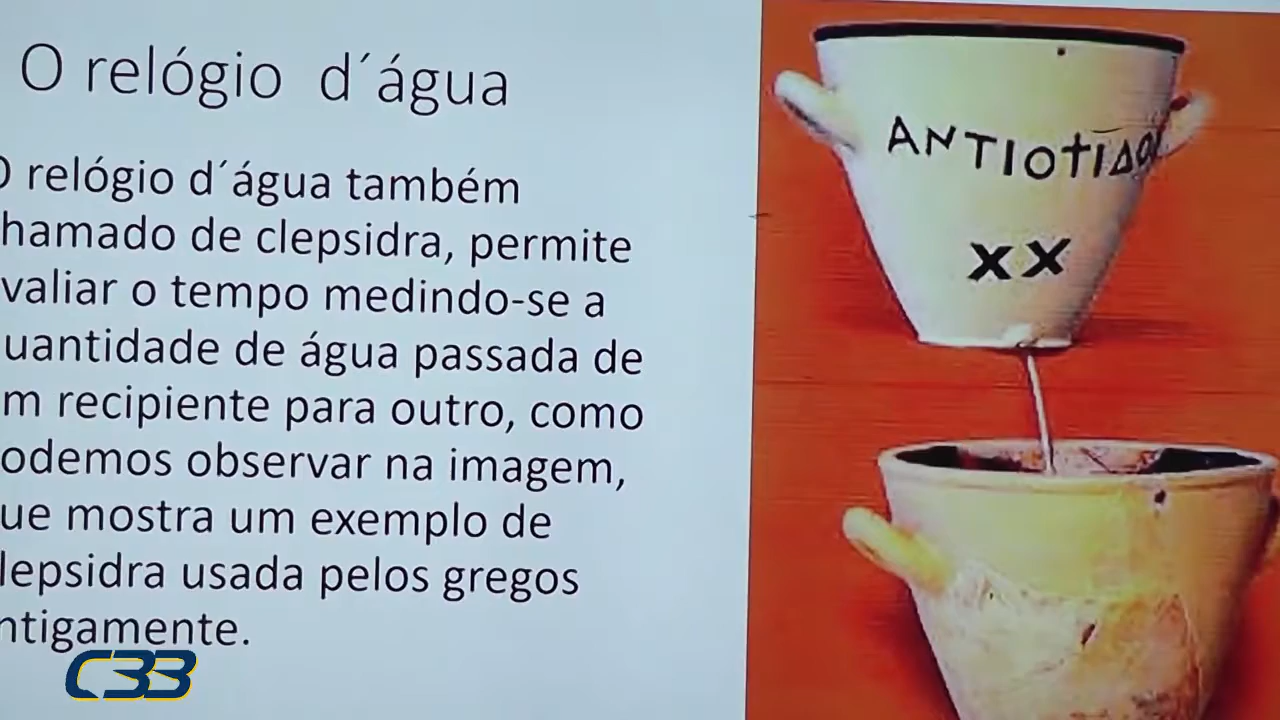 O relógio d´água
O relógio d´água também
hamado de clepsidra, permite
valiar o tempo medindo-se a
uantidade de água passada de
m recipiente para outro, como
odemos observar na imagem,
ue mostra um exemplo de
lepsidra usada pelos gregos
ntigamente.
XX
C33